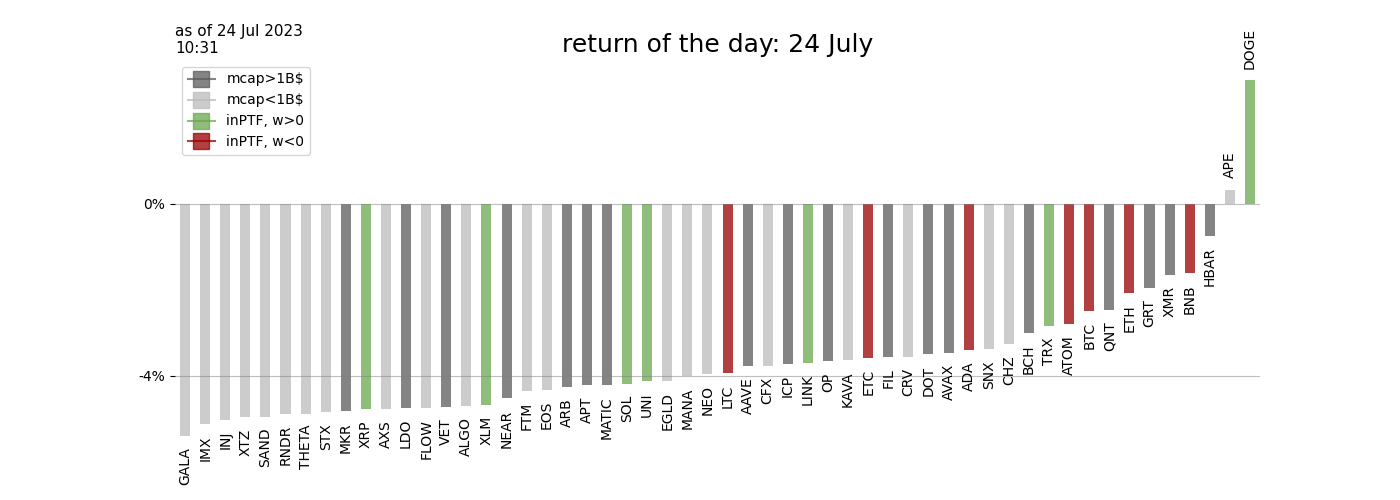 as of 24 Jul 2023
10:31
return of the day: 24 July
mcap>1B$
mcap<1B$
inPTF, w>0
inPTF, w<0
0%
-4%
GALA
IMX
INJ
XTZ
SAND
RNDR
THETA
STX
MKR
XRP
AXS
LDO
FLOW
VET
ALGO
XLM
NEAR
FTM
EOS
ARB
APT
MATIC
SOL
UNI
EGLD
MANA
NEO
LTC
AAVE
CFX
ICP
LINK
OP
KAVA
ETC
FIL
CRV
DOT
AVAX
ADA
SNX
CHZ
BCH
TRX
ATOM
BTC
QNT
ETH
GRT
XMR
BNB
HBAR
APE
DOGE